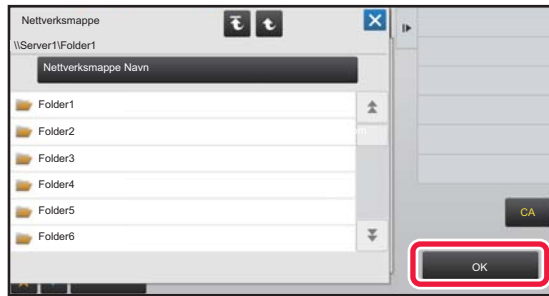 Nettverksmappe
\\Server1\Folder1
Nettverksmappe Navn
Folder1
Folder2
Folder3
Folder4
Folder5
Folder6
CA
OK